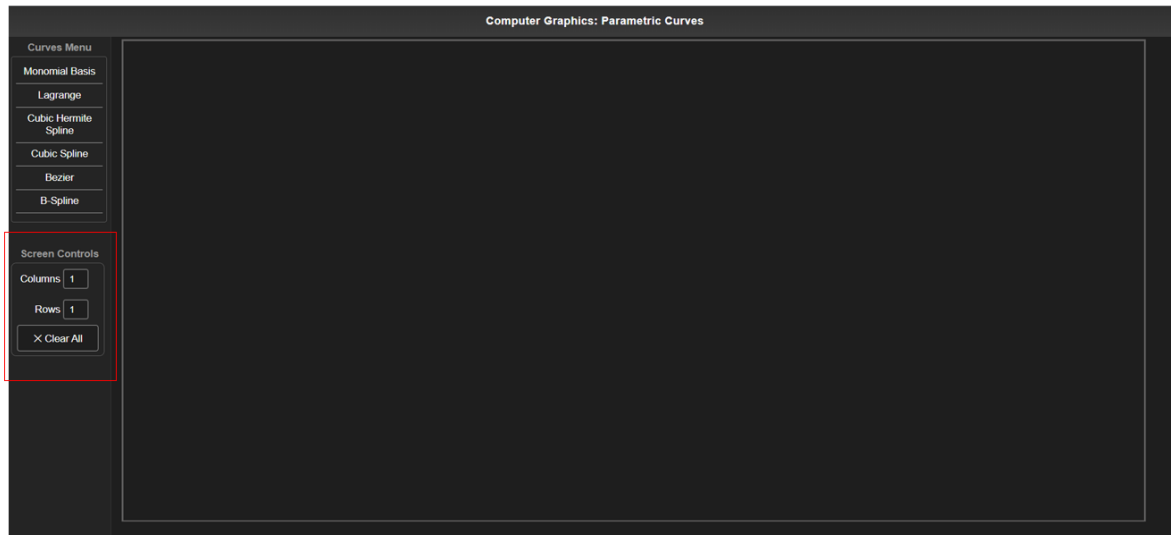 Computer Graphics: Parametric Curves
Curves Menu
Monomial Basis
Lagrange
Cubic Hermite
Spline
Cubic Spline
Bezier
B-Spline
Screen Controls
Columns 1
Rows 1
× Clear All